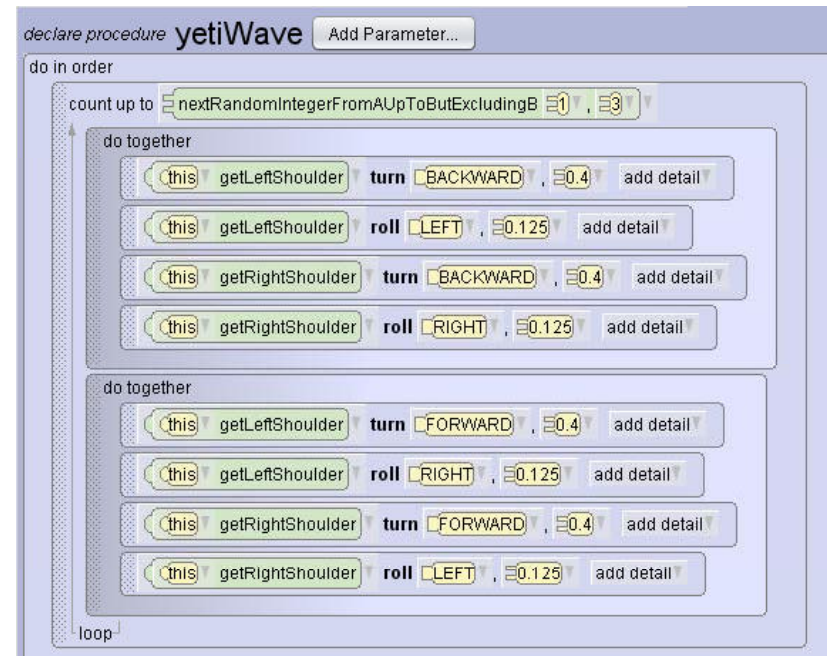 declare procedure yetiWave Add Parameter...
do in order
count up to nextRandomIntegerFromAUpToButExcludingB 1 , 3
do together
this getLeftShoulder turn BACKWARD , 0.4 add detail
this getLeftShoulder roll LEFT , 0.125 add detail
this getRightShoulder turn BACKWARD , 0.4 add detail
this getRightShoulder roll RIGHT , 0.125 add detail
do together
this getLeftShoulder turn FORWARD , 0.4 add detail
this getLeftShoulder roll RIGHT , 0.125 add detail
this getRightShoulder turn FORWARD , 0.4 add detail
this getRightShoulder roll LEFT , 0.125 add detail
loop